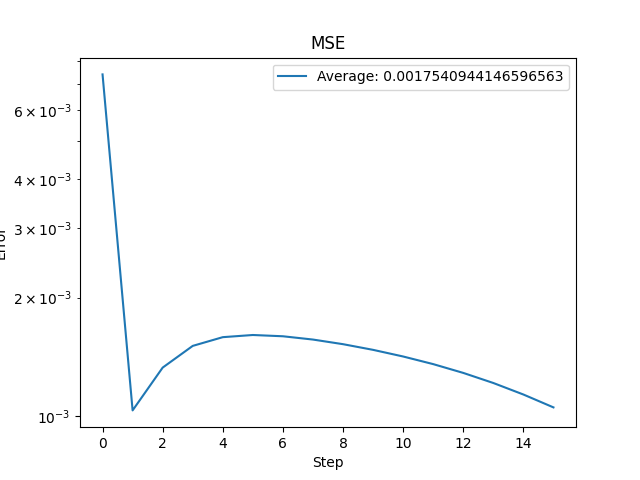 MSE
Average: 0.0017540944146596563
6 × 10⁻³
4 × 10⁻³
3 × 10⁻³
2 × 10⁻³
10⁻³
Error
0 2 4 6 8 10 12 14
Step